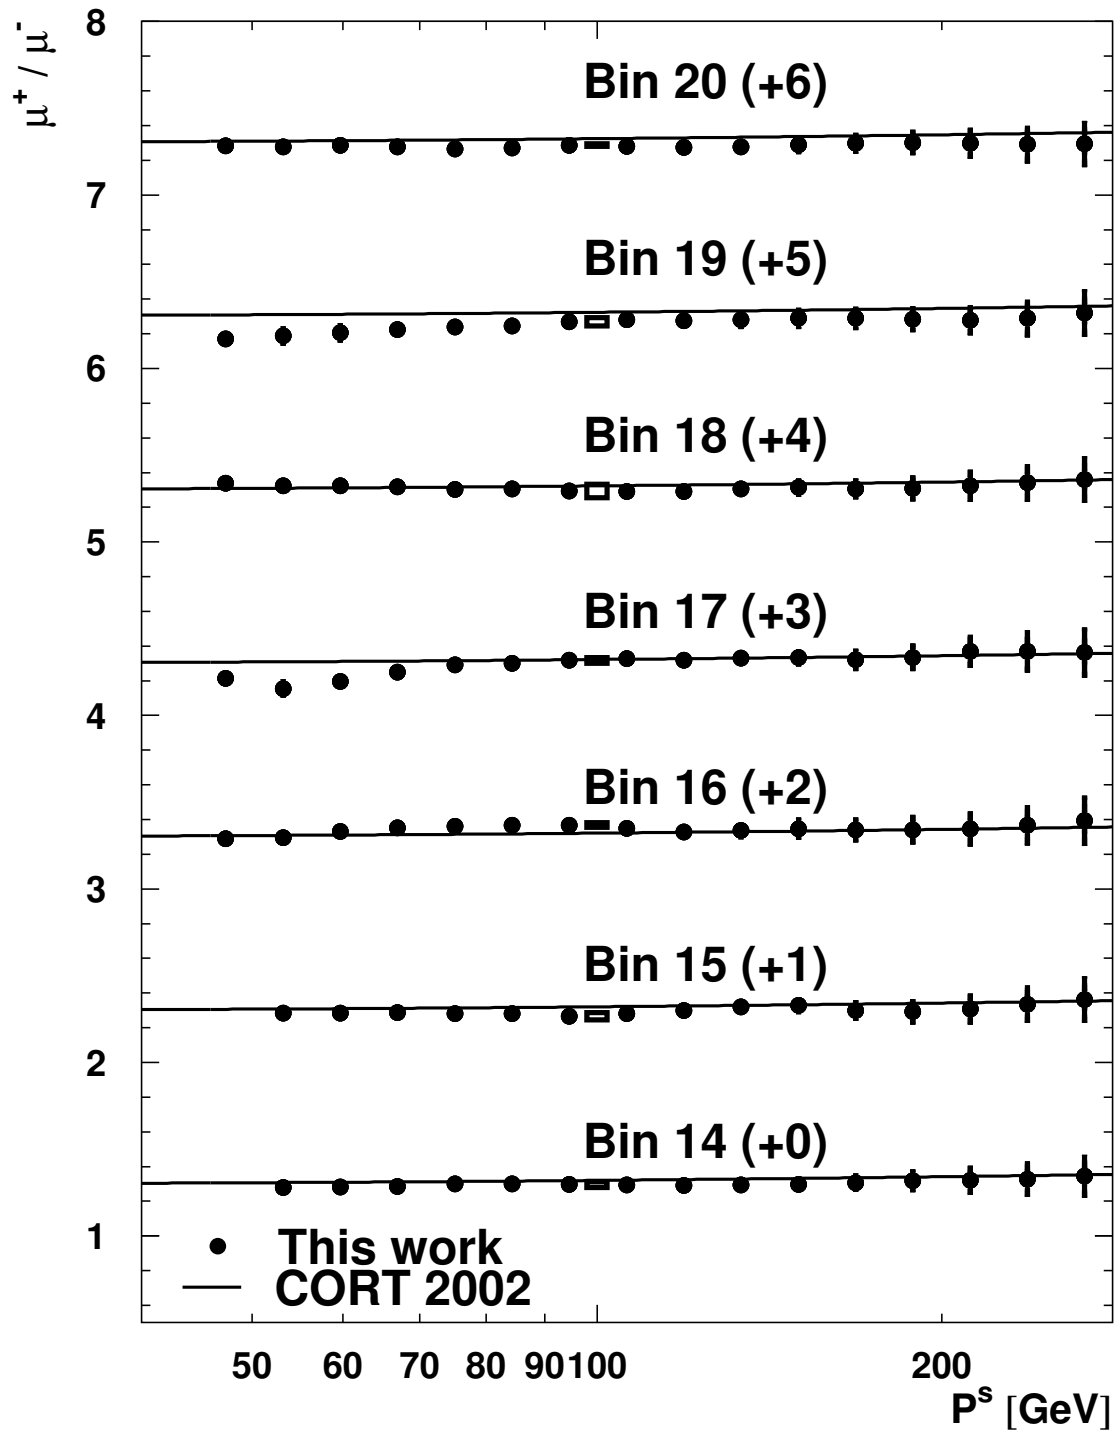 8
μ+ / μ-
Bin 20 (+6)
7
Bin 19 (+5)
6
Bin 18 (+4)
5
Bin 17 (+3)
4
Bin 16 (+2)
3
Bin 15 (+1)
2
Bin 14 (+0)
1
This work
CORT 2002
50 60 70 80 90 100 200
Ps [GeV]